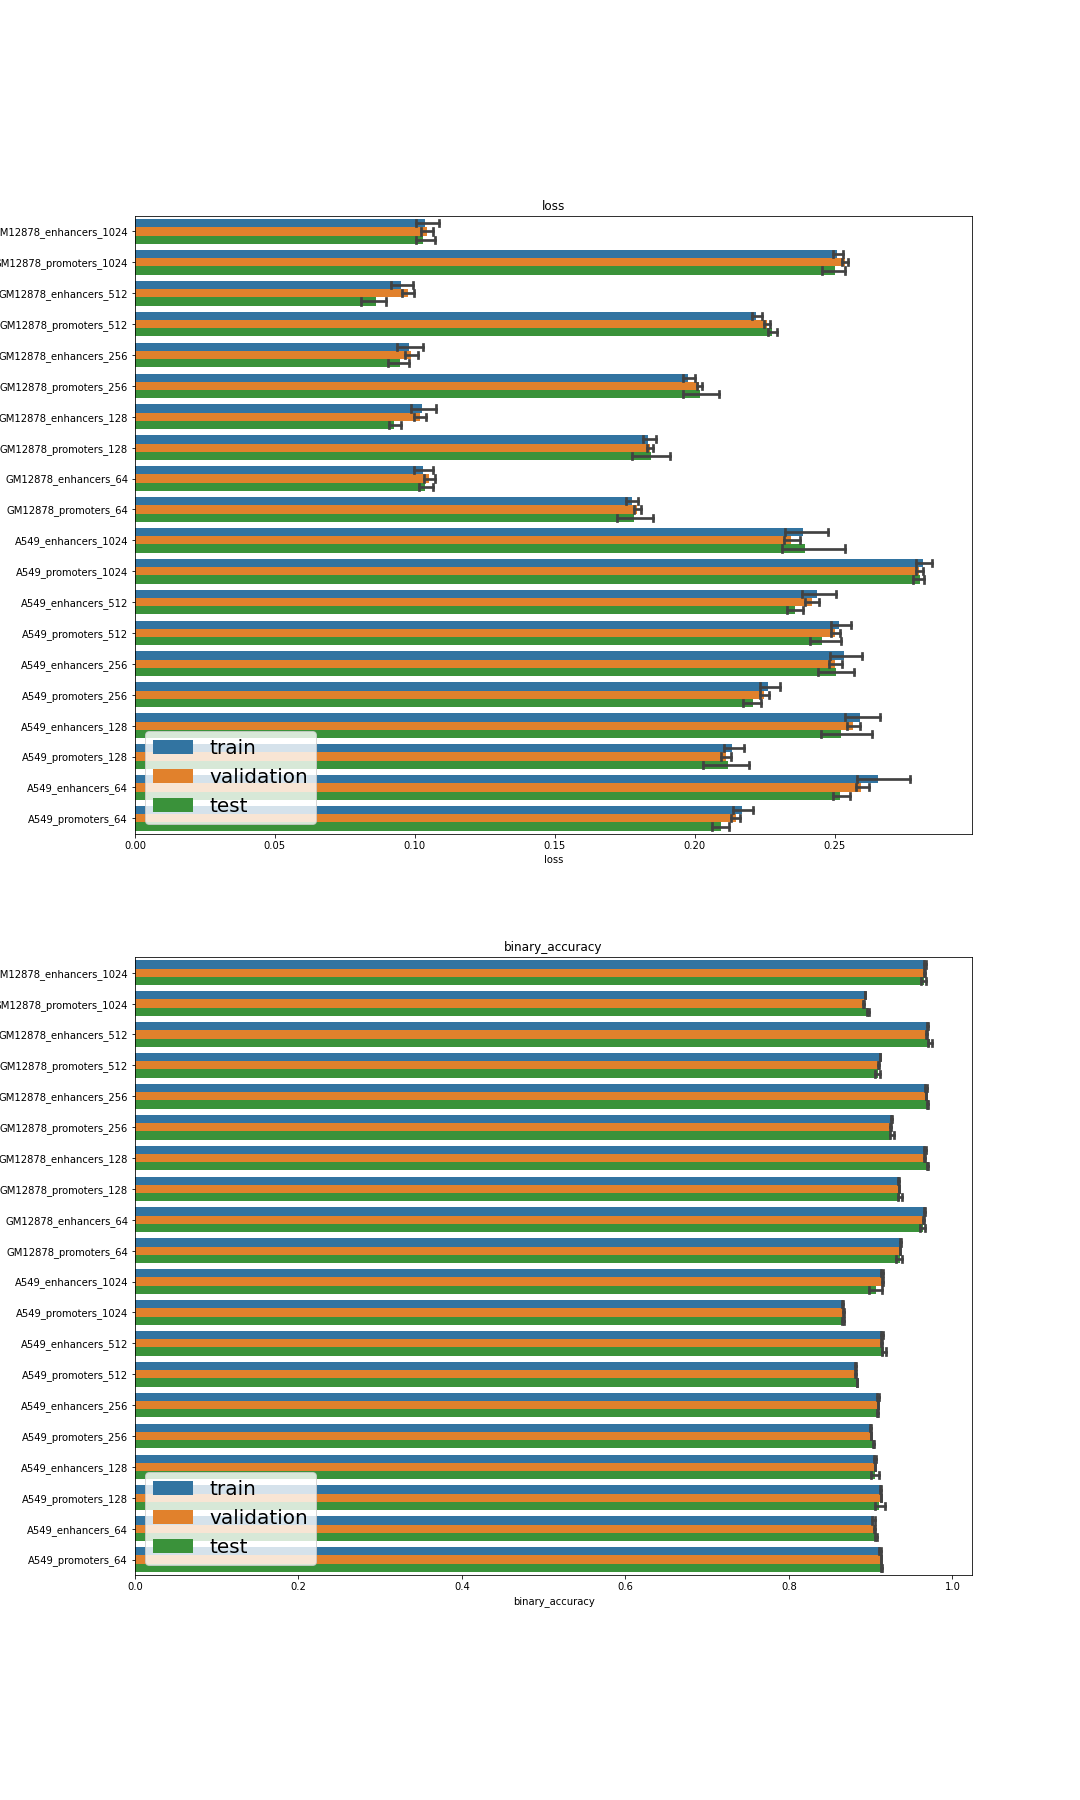 loss
M12878_enhancers_1024
GM12878_promoters_1024
GM12878_enhancers_512
GM12878_promoters_512
GM12878_enhancers_256
GM12878_promoters_256
GM12878_enhancers_128
GM12878_promoters_128
GM12878_enhancers_64
GM12878_promoters_64
A549_enhancers_1024
A549_promoters_1024
A549_enhancers_512
A549_promoters_512
A549_enhancers_256
A549_promoters_256
A549_enhancers_128
A549_promoters_128
A549_enhancers_64
A549_promoters_64
train
validation
test
0.00 0.05 0.10 0.15 0.20 0.25
loss
binary_accuracy
M12878_enhancers_1024
GM12878_promoters_1024
GM12878_enhancers_512
GM12878_promoters_512
GM12878_enhancers_256
GM12878_promoters_256
GM12878_enhancers_128
GM12878_promoters_128
GM12878_enhancers_64
GM12878_promoters_64
A549_enhancers_1024
A549_promoters_1024
A549_enhancers_512
A549_promoters_512
A549_enhancers_256
A549_promoters_256
A549_enhancers_128
A549_promoters_128
A549_enhancers_64
A549_promoters_64
train
validation
test
0.0 0.2 0.4 0.6 0.8 1.0
binary_accuracy